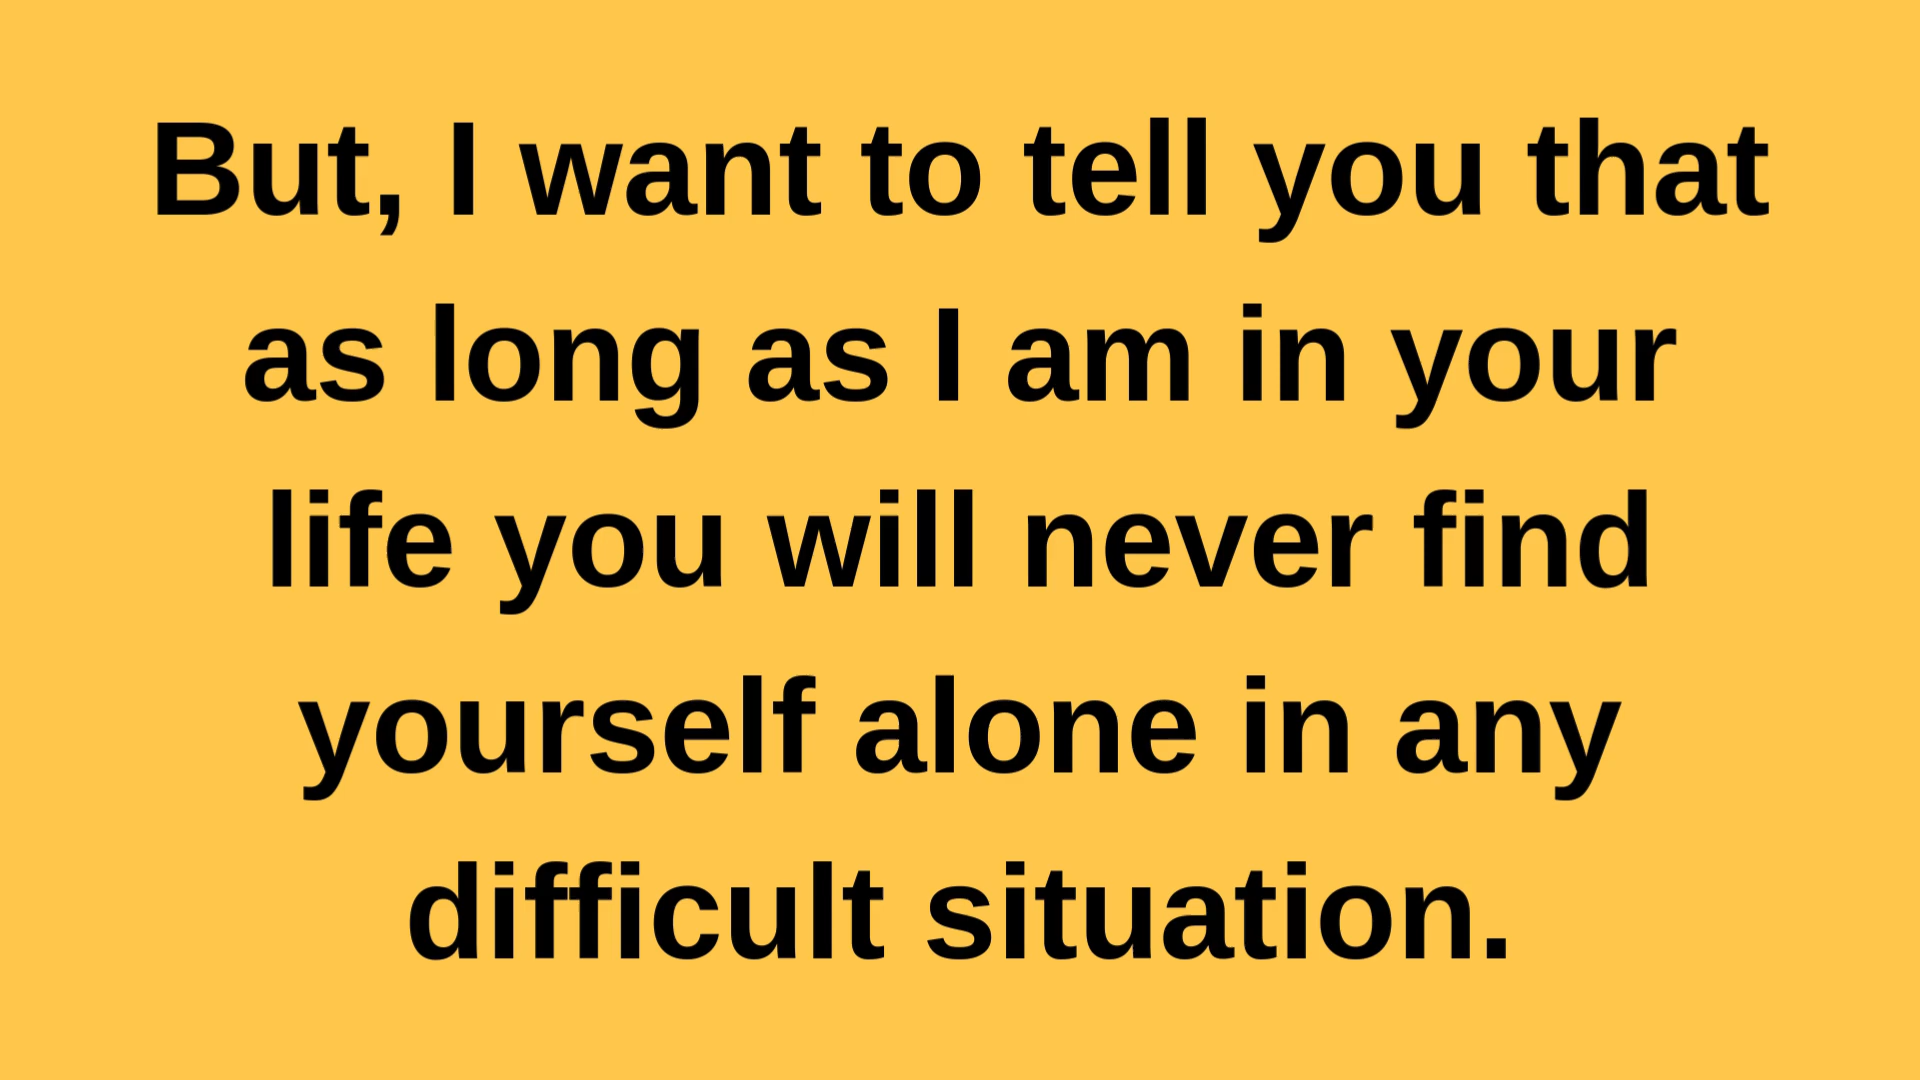 But, I want to tell you that
as long as I am in your
life you will never find
yourself alone in any
difficult situation.